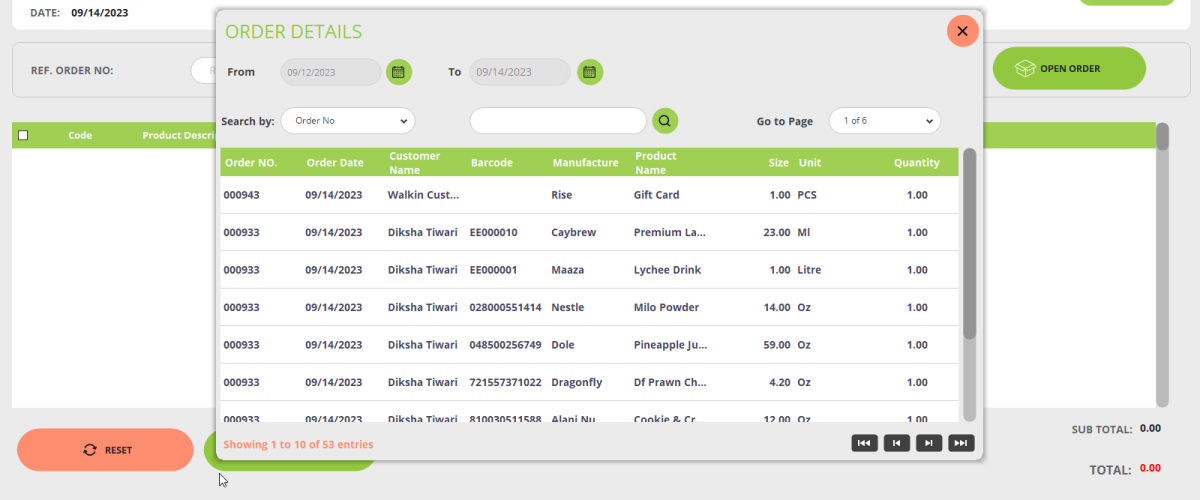 DATE: 09/14/2023
REF. ORDER NO:
OPEN ORDER
Code Product Descri
RESET
SUB TOTAL: 0.00
TOTAL: 0.00
ORDER DETAILS
From 09/12/2023 To 09/14/2023
Search by: Order No Go to Page 1 of 6
Order NO. Order Date Customer Name Barcode Manufacture Product Name Size Unit Quantity
000943 09/14/2023 Walkin Cust... Rise Gift Card 1.00 PCS 1.00
000933 09/14/2023 Diksha Tiwari EE000010 Caybrew Premium La... 23.00 Ml 1.00
000933 09/14/2023 Diksha Tiwari EE000001 Maaza Lychee Drink 1.00 Litre 1.00
000933 09/14/2023 Diksha Tiwari 028000551414 Nestle Milo Powder 14.00 Oz 1.00
000933 09/14/2023 Diksha Tiwari 048500256749 Dole Pineapple Ju... 59.00 Oz 1.00
000933 09/14/2023 Diksha Tiwari 721557371022 Dragonfly Df Prawn Ch... 4.20 Oz 1.00
000933 09/14/2023 Diksha Tiwari 810030511588 Alani Nu Cookie & Cr... 12.00 Oz 1.00
Showing 1 to 10 of 53 entries